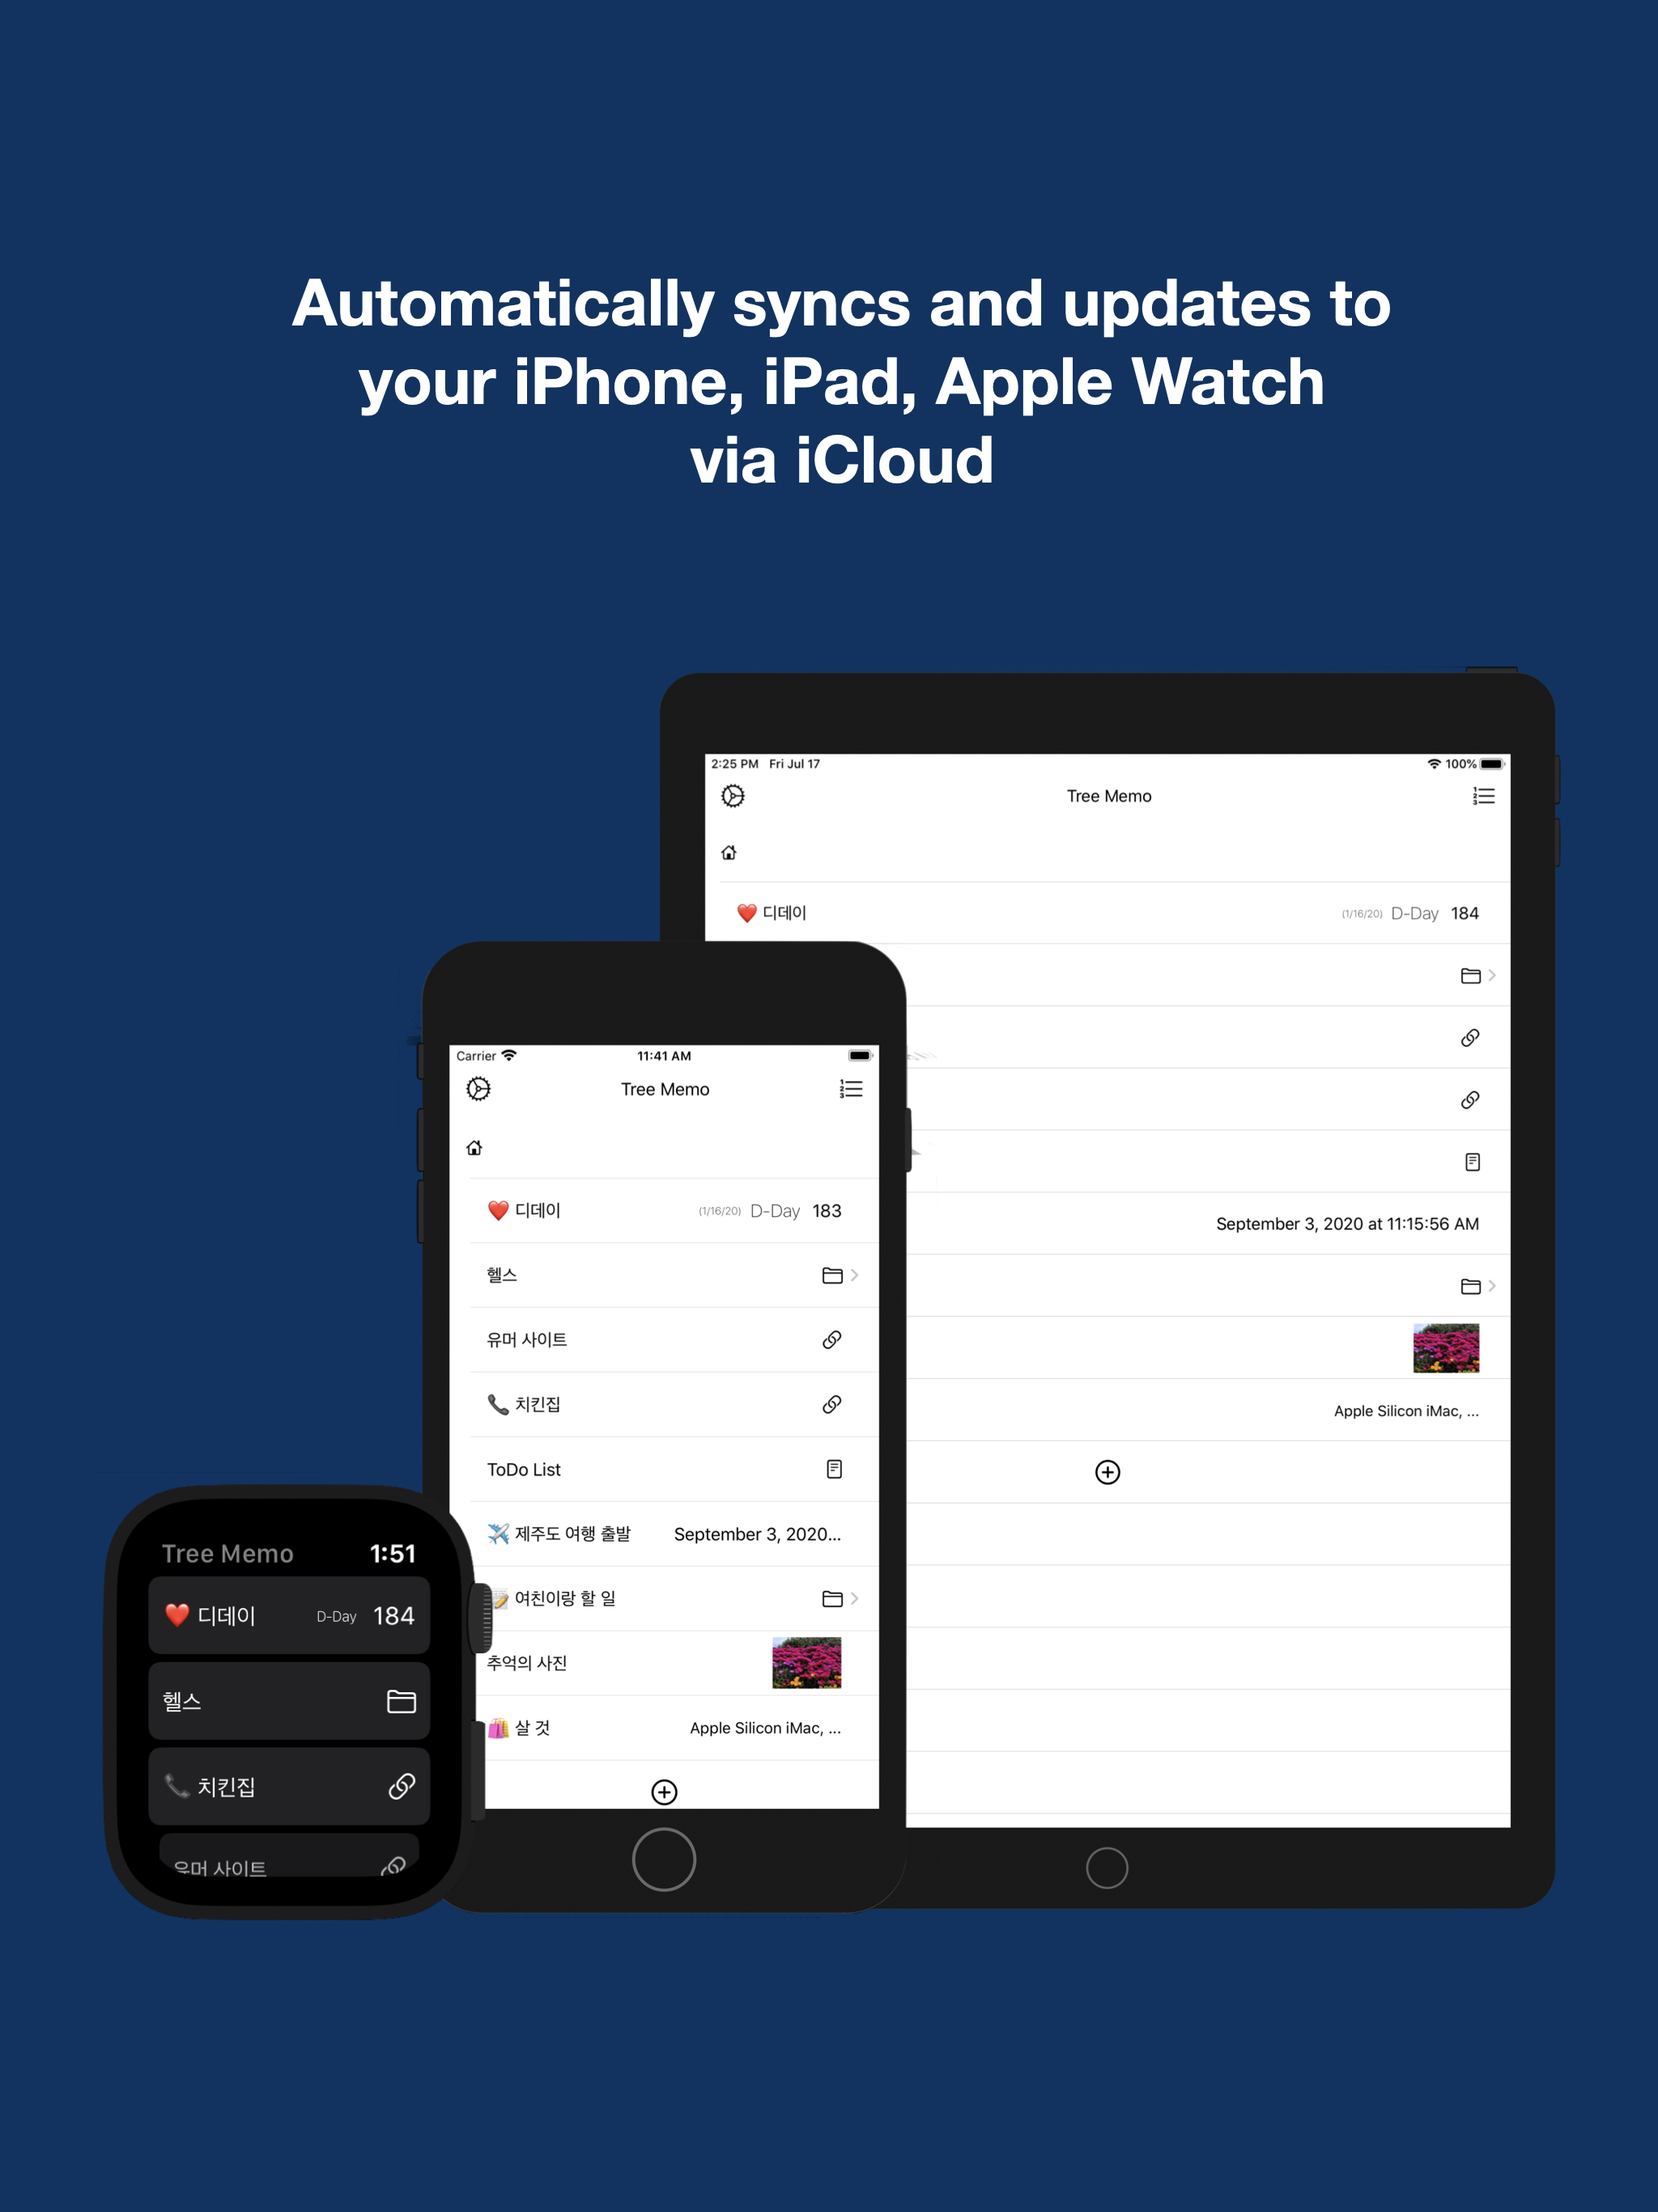 Automatically syncs and updates to
your iPhone, iPad, Apple Watch
via iCloud
2:25 PM Fri Jul 17 100%
Tree Memo
❤️ 디데이 (1/16/20) D-Day 184
September 3, 2020 at 11:15:56 AM
Apple Silicon iMac, ...
Carrier 11:41 AM
Tree Memo
❤️ 디데이 (1/16/20) D-Day 183
헬스
유머 사이트
📞 치킨집
ToDo List
✈️ 제주도 여행 출발 September 3, 2020...
📝 여친이랑 할 일
추억의 사진
🛍️ 살 것 Apple Silicon iMac, ...
Tree Memo 1:51
❤️ 디데이 D-Day 184
헬스
📞 치킨집
유머 사이트